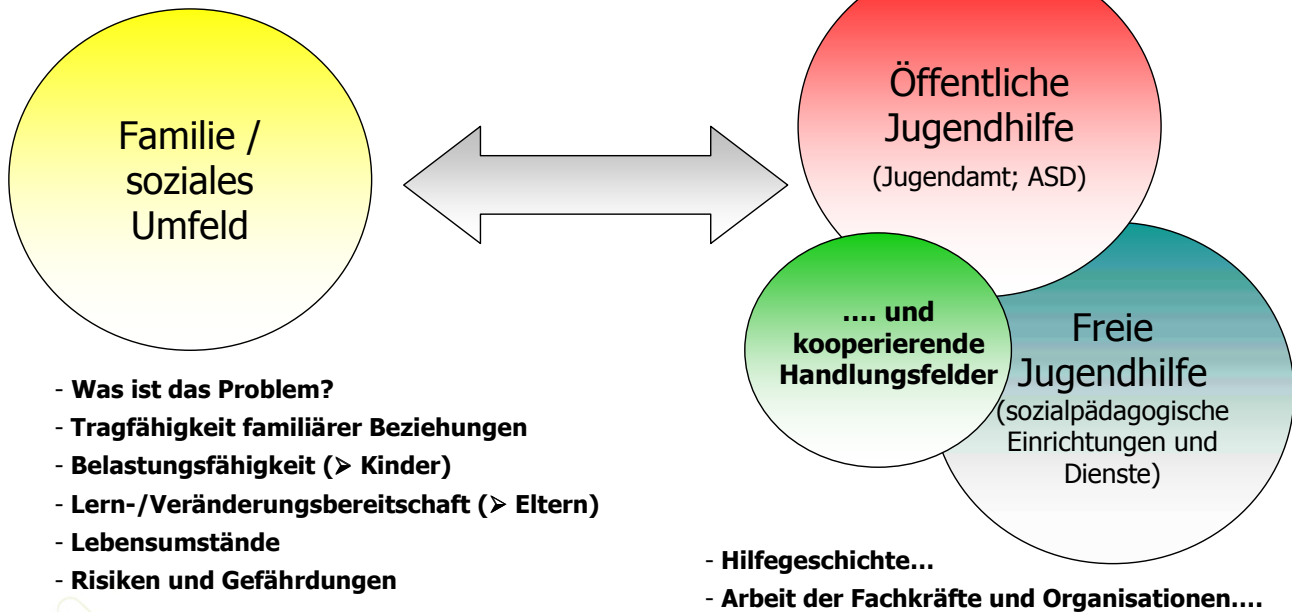 Familie /
soziales
Umfeld
Öffentliche
Jugendhilfe
(Jugendamt; ASD)
.... und
kooperierende
Handlungsfelder
Freie
Jugendhilfe
(sozialpädagogische
Einrichtungen und
Dienste)
- Was ist das Problem?
- Tragfähigkeit familiärer Beziehungen
- Belastungsfähigkeit (➢ Kinder)
- Lern-/Veränderungsbereitschaft (➢ Eltern)
- Lebensumstände
- Risiken und Gefährdungen
- Hilfegeschichte...
- Arbeit der Fachkräfte und Organisationen....